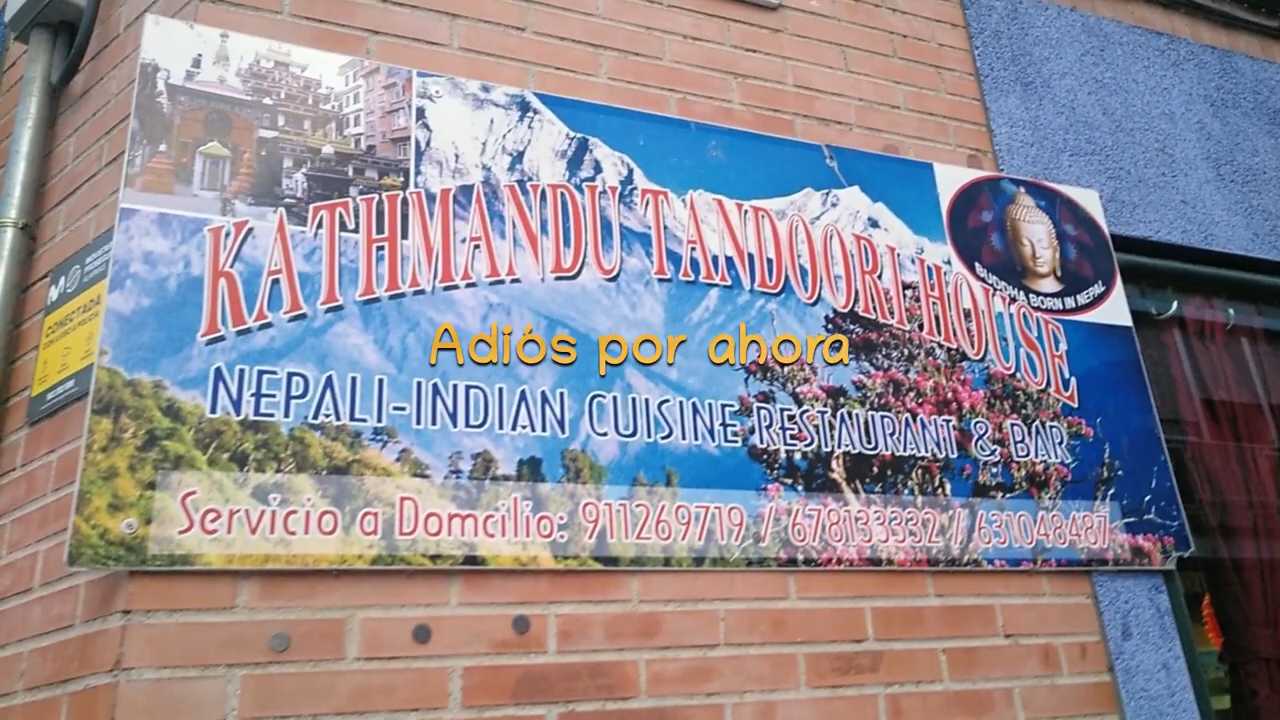 KATHMANDU TANDOORI HOUSE
BUDDHA BORN IN NEPAL
Adiós por ahora
NEPALI-INDIAN CUISINE RESTAURANT & BAR
Servicio a Domcilio: 911269719 / 678133332 / 631048487
CONECTADA